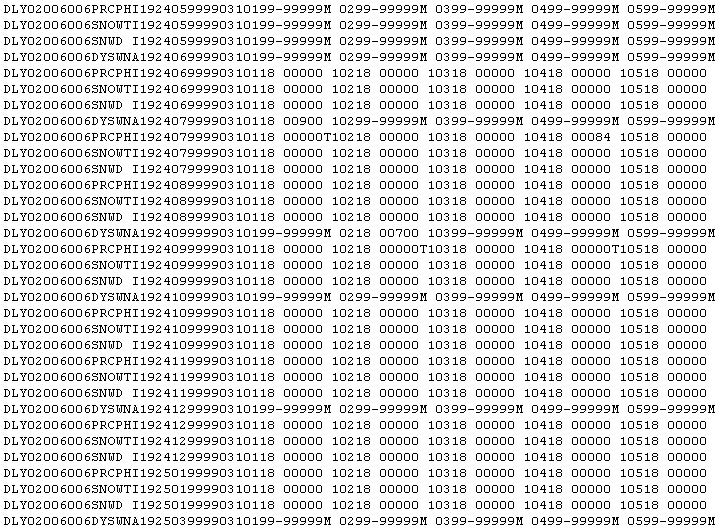 DLY02006006PRCPHI19240599990310199-99999M 0299-99999M 0399-99999M 0499-99999M 0599-99999M
DLY02006006SNOWTI19240599990310199-99999M 0299-99999M 0399-99999M 0499-99999M 0599-99999M
DLY02006006SNWD I19240599990310199-99999M 0299-99999M 0399-99999M 0499-99999M 0599-99999M
DLY02006006DYSWNA19240699990310199-99999M 0299-99999M 0399-99999M 0499-99999M 0599-99999M
DLY02006006PRCPHI19240699990310118 00000 10218 00000 10318 00000 10418 00000 10518 00000
DLY02006006SNOWTI19240699990310118 00000 10218 00000 10318 00000 10418 00000 10518 00000
DLY02006006SNWD I19240699990310118 00000 10218 00000 10318 00000 10418 00000 10518 00000
DLY02006006DYSWNA19240799990310118 00900 10299-99999M 0399-99999M 0499-99999M 0599-99999M
DLY02006006PRCPHI19240799990310118 00000T10218 00000 10318 00000 10418 00084 10518 00000
DLY02006006SNOWTI19240799990310118 00000 10218 00000 10318 00000 10418 00000 10518 00000
DLY02006006SNWD I19240799990310118 00000 10218 00000 10318 00000 10418 00000 10518 00000
DLY02006006PRCPHI19240899990310118 00000 10218 00000 10318 00000 10418 00000 10518 00000
DLY02006006SNOWTI19240899990310118 00000 10218 00000 10318 00000 10418 00000 10518 00000
DLY02006006SNWD I19240899990310118 00000 10218 00000 10318 00000 10418 00000 10518 00000
DLY02006006DYSWNA19240999990310199-99999M 0218 00700 10399-99999M 0499-99999M 0599-99999M
DLY02006006PRCPHI19240999990310118 00000 10218 00000T10318 00000 10418 00000T10518 00000
DLY02006006SNOWTI19240999990310118 00000 10218 00000 10318 00000 10418 00000 10518 00000
DLY02006006SNWD I19240999990310118 00000 10218 00000 10318 00000 10418 00000 10518 00000
DLY02006006DYSWNA19241099990310199-99999M 0299-99999M 0399-99999M 0499-99999M 0599-99999M
DLY02006006PRCPHI19241099990310118 00000 10218 00000 10318 00000 10418 00000 10518 00000
DLY02006006SNOWTI19241099990310118 00000 10218 00000 10318 00000 10418 00000 10518 00000
DLY02006006SNWD I19241099990310118 00000 10218 00000 10318 00000 10418 00000 10518 00000
DLY02006006PRCPHI19241199990310118 00000 10218 00000 10318 00000 10418 00000 10518 00000
DLY02006006SNOWTI19241199990310118 00000 10218 00000 10318 00000 10418 00000 10518 00000
DLY02006006SNWD I19241199990310118 00000 10218 00000 10318 00000 10418 00000 10518 00000
DLY02006006DYSWNA19241299990310199-99999M 0299-99999M 0399-99999M 0499-99999M 0599-99999M
DLY02006006PRCPHI19241299990310118 00000 10218 00000 10318 00000 10418 00000 10518 00000
DLY02006006SNOWTI19241299990310118 00000 10218 00000 10318 00000 10418 00000 10518 00000
DLY02006006SNWD I19241299990310118 00000 10218 00000 10318 00000 10418 00000 10518 00000
DLY02006006PRCPHI19250199990310118 00000 10218 00000 10318 00000 10418 00000 10518 00000
DLY02006006SNOWTI19250199990310118 00000 10218 00000 10318 00000 10418 00000 10518 00000
DLY02006006SNWD I19250199990310118 00000 10218 00000 10318 00000 10418 00000 10518 00000
DLY02006006DYSWNA19250399990310199-99999M 0299-99999M 0399-99999M 0499-99999M 0599-99999M